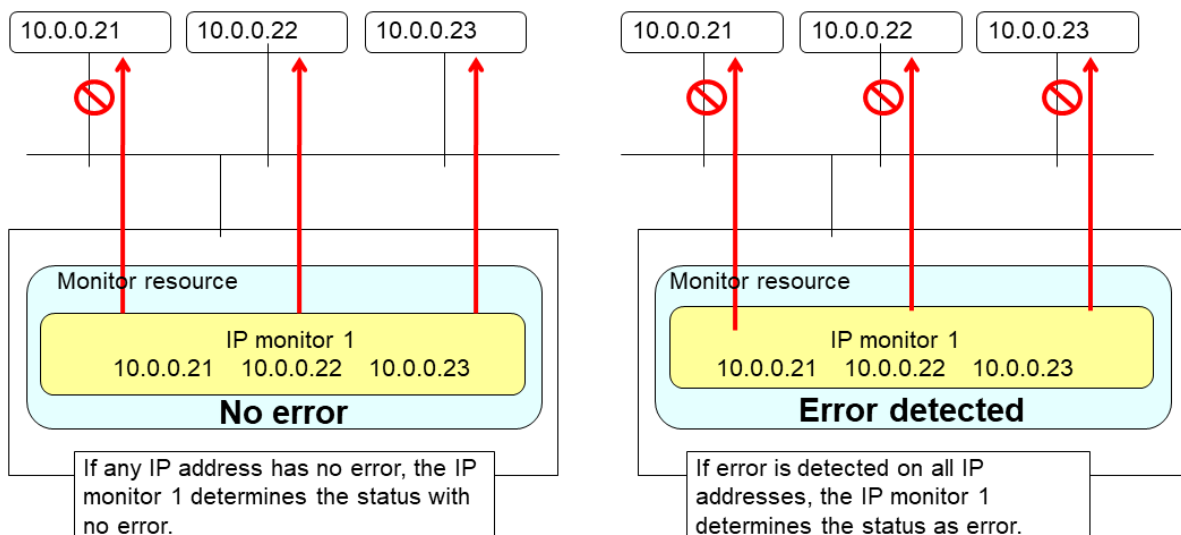 10.0.0.21
10.0.0.22
10.0.0.23
Monitor resource
IP monitor 1
10.0.0.21 10.0.0.22 10.0.0.23
No error
If any IP address has no error, the IP
monitor 1 determines the status with
no error.
10.0.0.21
10.0.0.22
10.0.0.23
Monitor resource
IP monitor 1
10.0.0.21 10.0.0.22 10.0.0.23
Error detected
If error is detected on all IP
addresses, the IP monitor 1
determines the status as error.